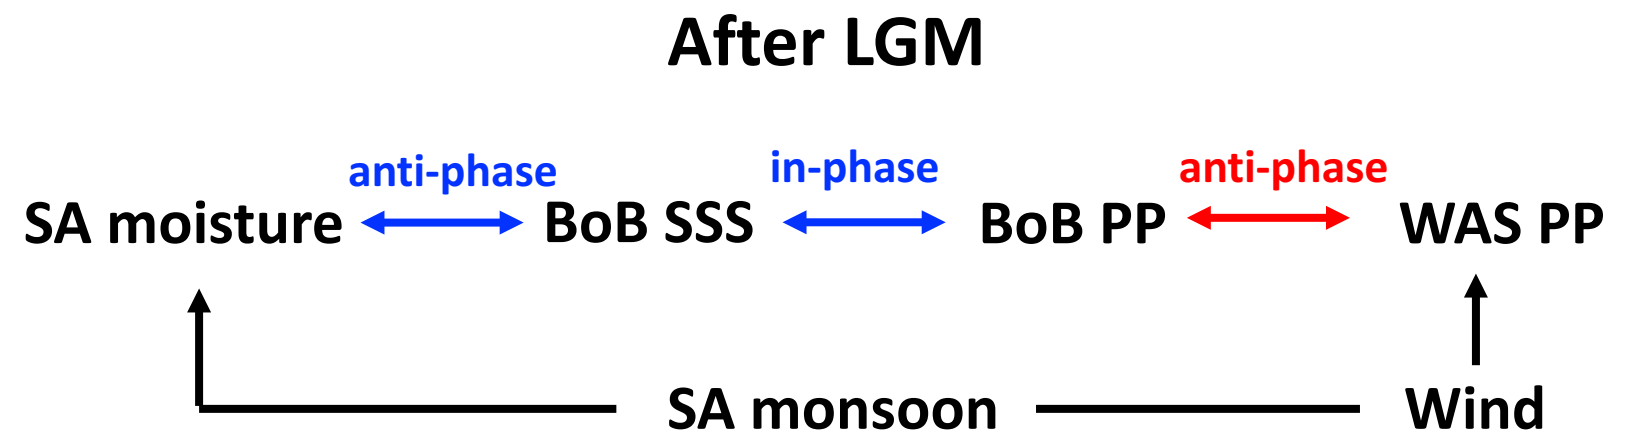 After LGM
anti-phase in-phase anti-phase
SA moisture BoB SSS BoB PP WAS PP
SA monsoon Wind